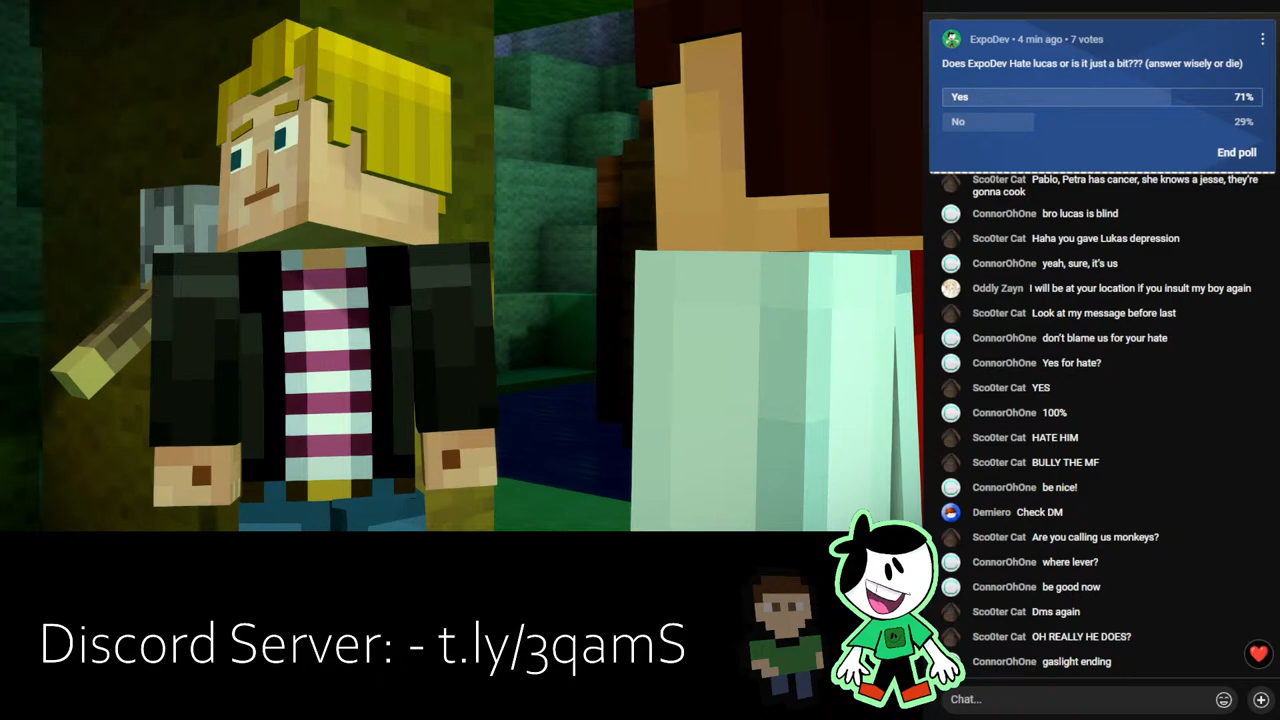 ExpoDev • 4 min ago • 7 votes
Does ExpoDev Hate lucas or is it just a bit??? (answer wisely or die)
Yes 71%
No 29%
End poll
Sco0ter Cat Pablo, Petra has cancer, she knows a jesse, they're
gonna cook
ConnorOhOne bro lucas is blind
Sco0ter Cat Haha you gave Lukas depression
ConnorOhOne yeah, sure, it's us
Oddly Zayn I will be at your location if you insult my boy again
Sco0ter Cat Look at my message before last
ConnorOhOne don't blame us for your hate
ConnorOhOne Yes for hate?
Sco0ter Cat YES
ConnorOhOne 100%
Sco0ter Cat HATE HIM
Sco0ter Cat BULLY THE MF
ConnorOhOne be nice!
Demiero Check DM
Sco0ter Cat Are you calling us monkeys?
ConnorOhOne where lever?
ConnorOhOne be good now
Sco0ter Cat Dms again
Sco0ter Cat OH REALLY HE DOES?
ConnorOhOne gaslight ending
Chat...
Discord Server: - t.ly/3qamS